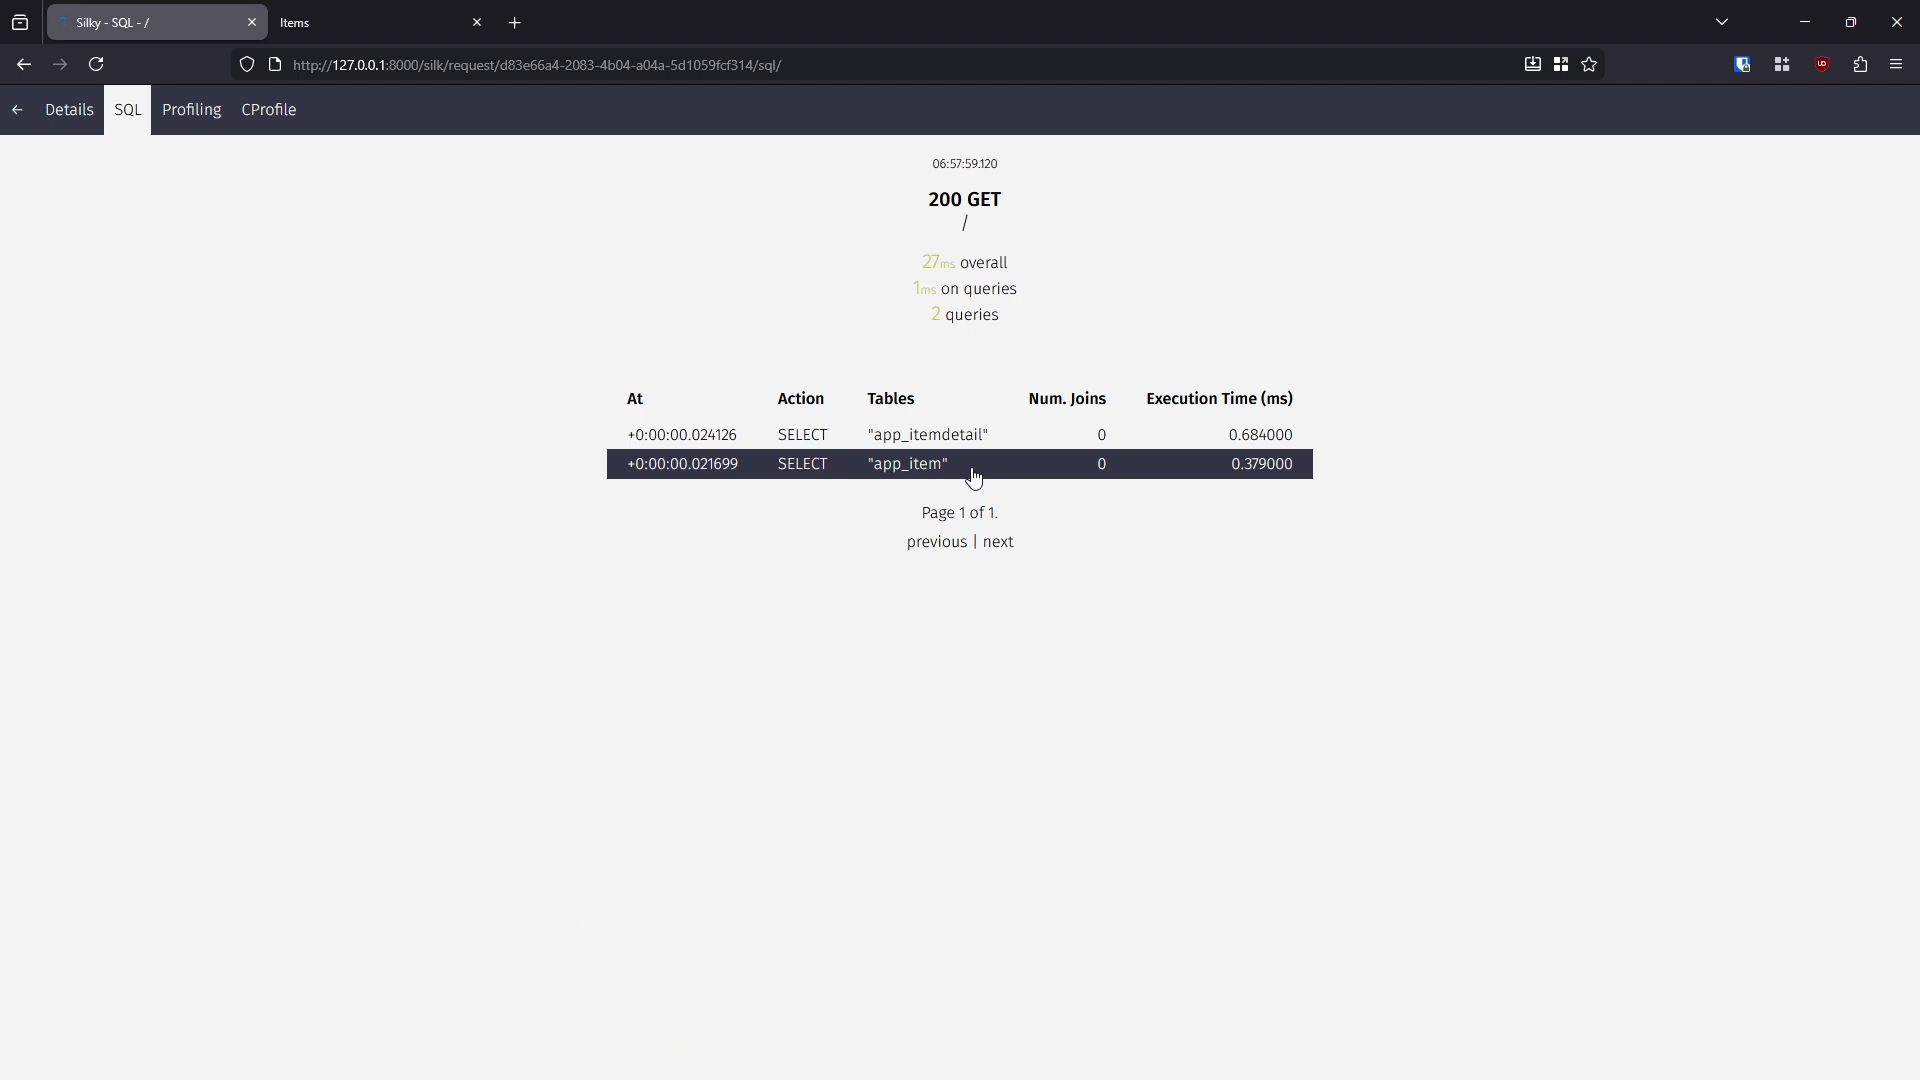 Silky - SQL - /
Items
http://127.0.0.1:8000/silk/request/d83e66a4-2083-4b04-a04a-5d1059fcf314/sql/
Details SQL Profiling CProfile
06:57:59.120
200 GET
/
27ms overall
1ms on queries
2 queries
At Action Tables Num. Joins Execution Time (ms)
+0:00:00.024126 SELECT "app_itemdetail" 0 0.684000
+0:00:00.021699 SELECT "app_item" 0 0.379000
Page 1 of 1.
previous | next